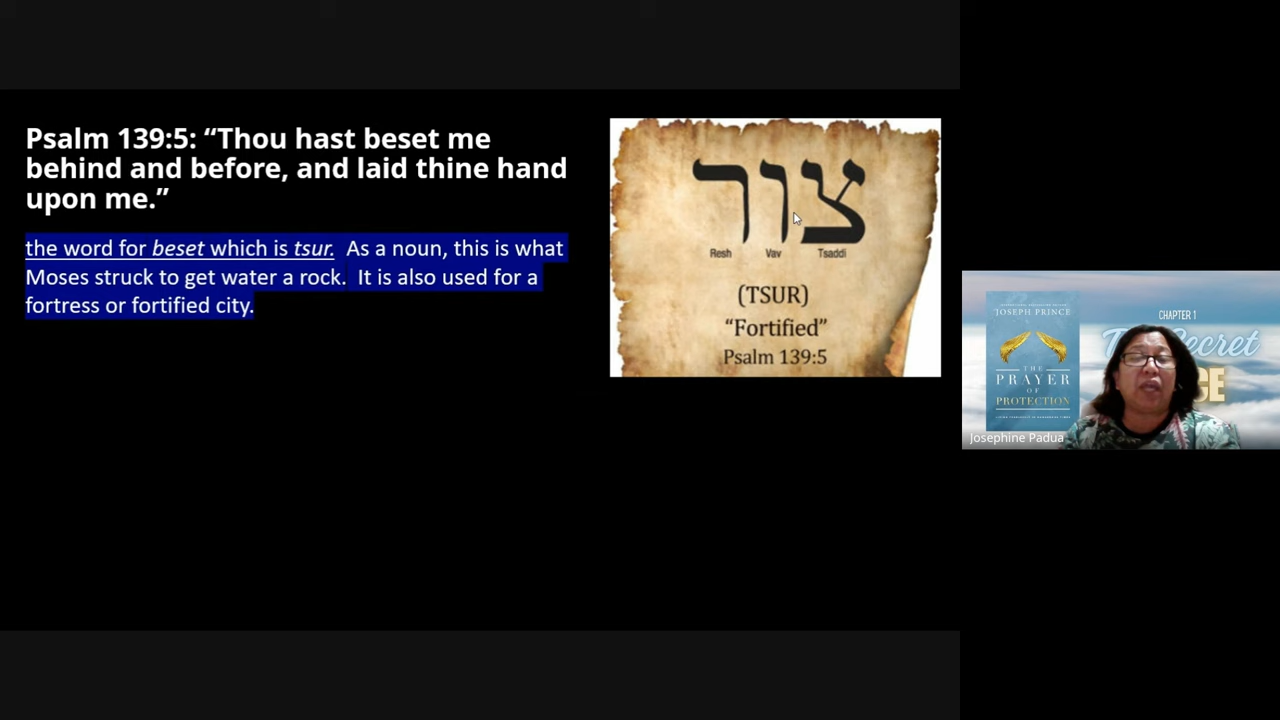 Psalm 139:5: “Thou hast beset me
behind and before, and laid thine hand
upon me.”
the word for beset which is tsur.  As a noun, this is what
Moses struck to get water a rock.  It is also used for a
fortress or fortified city.
צור
Resh Vav Tsaddi
(TSUR)
“Fortified”
Psalm 139:5
JOSEPH PRINCE
THE
PRAYER
OF
PROTECTION
CHAPTER 1
Josephine Padua